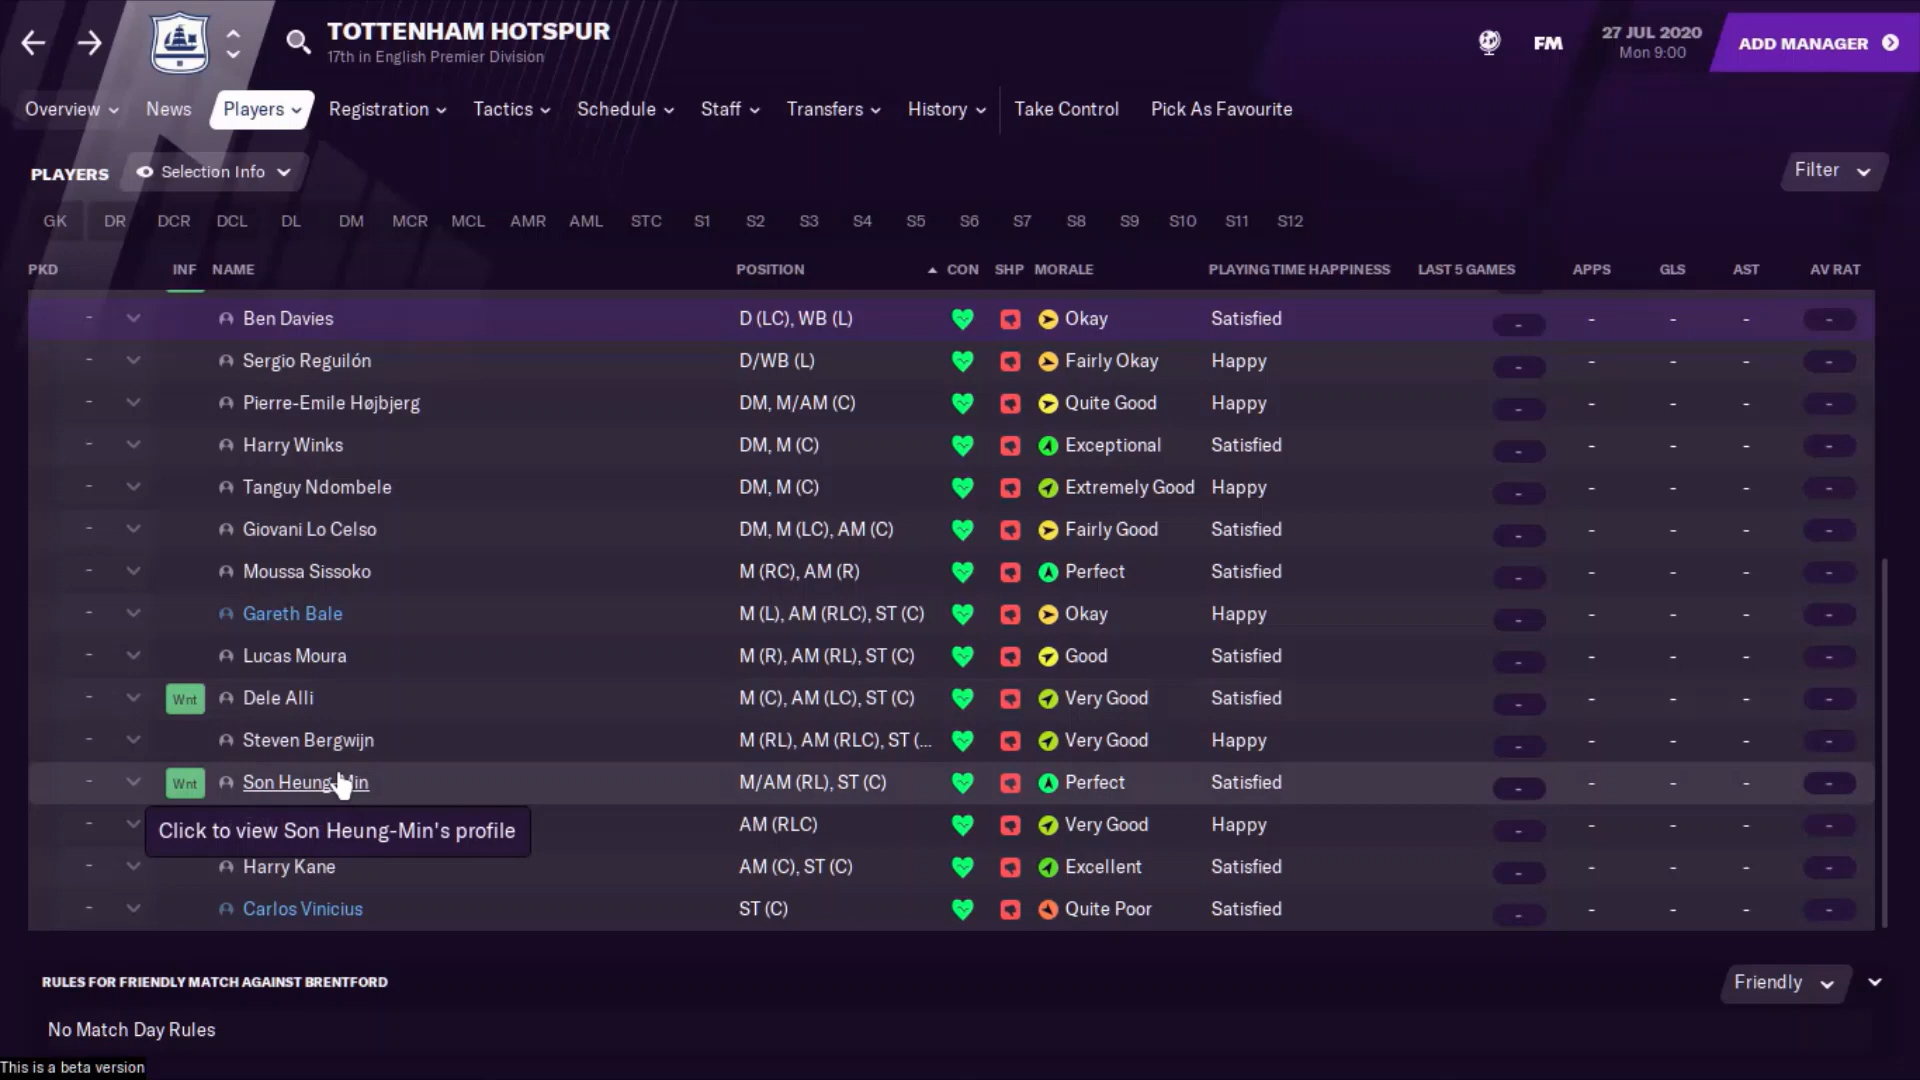 TOTTENHAM HOTSPUR
17th in English Premier Division
FM
27 JUL 2020
Mon 9:00
ADD MANAGER
Overview News Players Registration Tactics Schedule Staff Transfers History Take Control Pick As Favourite
PLAYERS Selection Info Filter
GK DR DCR DCL DL DM MCR MCL AMR AML STC S1 S2 S3 S4 S5 S6 S7 S8 S9 S10 S11 S12
PKD INF NAME POSITION CON SHP MORALE PLAYING TIME HAPPINESS LAST 5 GAMES APPS GLS AST AV RAT
- Ben Davies D (LC), WB (L) Okay Satisfied - - - - -
- Sergio Reguilón D/WB (L) Fairly Okay Happy - - - - -
- Pierre-Emile Højbjerg DM, M/AM (C) Quite Good Happy - - - - -
- Harry Winks DM, M (C) Exceptional Satisfied - - - - -
- Tanguy Ndombele DM, M (C) Extremely Good Happy - - - - -
- Giovani Lo Celso DM, M (LC), AM (C) Fairly Good Satisfied - - - - -
- Moussa Sissoko M (RC), AM (R) Perfect Satisfied - - - - -
- Gareth Bale M (L), AM (RLC), ST (C) Okay Happy - - - - -
- Lucas Moura M (R), AM (RL), ST (C) Good Satisfied - - - - -
- Wnt Dele Alli M (C), AM (LC), ST (C) Very Good Satisfied - - - - -
- Steven Bergwijn M (RL), AM (RLC), ST (... Very Good Happy - - - - -
- Wnt Son Heung-Min M/AM (RL), ST (C) Perfect Satisfied - - - - -
Click to view Son Heung-Min's profile
- AM (RLC) Very Good Happy - - - - -
- Harry Kane AM (C), ST (C) Excellent Satisfied - - - - -
- Carlos Vinicius ST (C) Quite Poor Satisfied - - - - -
RULES FOR FRIENDLY MATCH AGAINST BRENTFORD Friendly
No Match Day Rules
This is a beta version